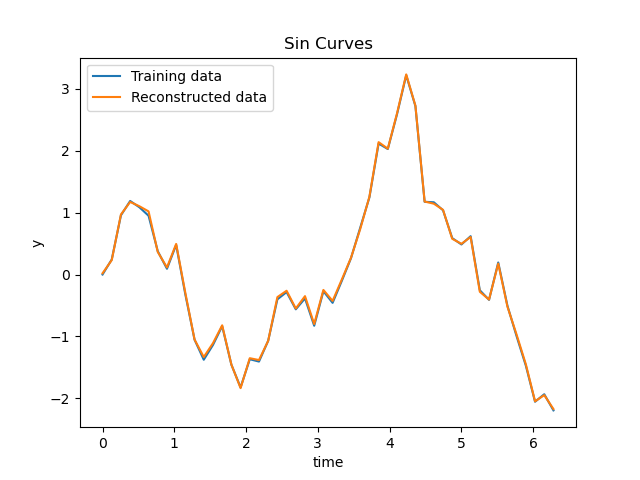 Sin Curves
Training data
Reconstructed data
3
2
1
0
−1
−2
y
0 1 2 3 4 5 6
time